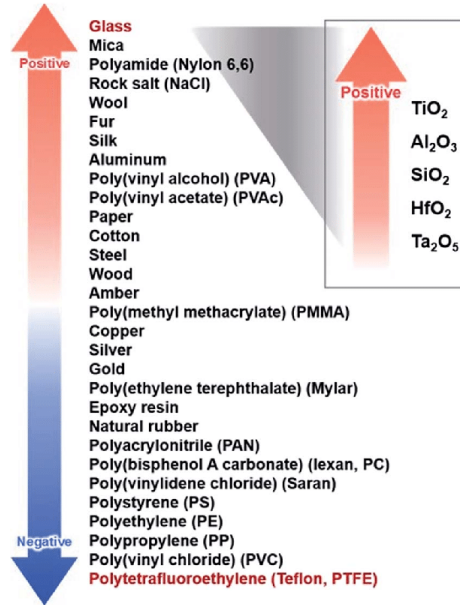 Glass
Mica
Positive
Polyamide (Nylon 6,6)
Rock salt (NaCl)
Wool
Fur
Silk
Aluminum
Poly(vinyl alcohol) (PVA)
Poly(vinyl acetate) (PVAc)
Paper
Cotton
Steel
Wood
Amber
Poly(methyl methacrylate) (PMMA)
Copper
Silver
Gold
Poly(ethylene terephthalate) (Mylar)
Epoxy resin
Natural rubber
Polyacrylonitrile (PAN)
Poly(bisphenol A carbonate) (lexan, PC)
Poly(vinylidene chloride) (Saran)
Polystyrene (PS)
Polyethylene (PE)
Negative
Polypropylene (PP)
Poly(vinyl chloride) (PVC)
Polytetrafluoroethylene (Teflon, PTFE)
Positive
TiO₂
Al₂O₃
SiO₂
HfO₂
Ta₂O₅